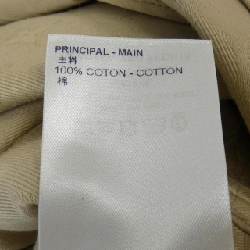 PRINCIPAL - MAIN
主料
100% COTON - COTTON
棉